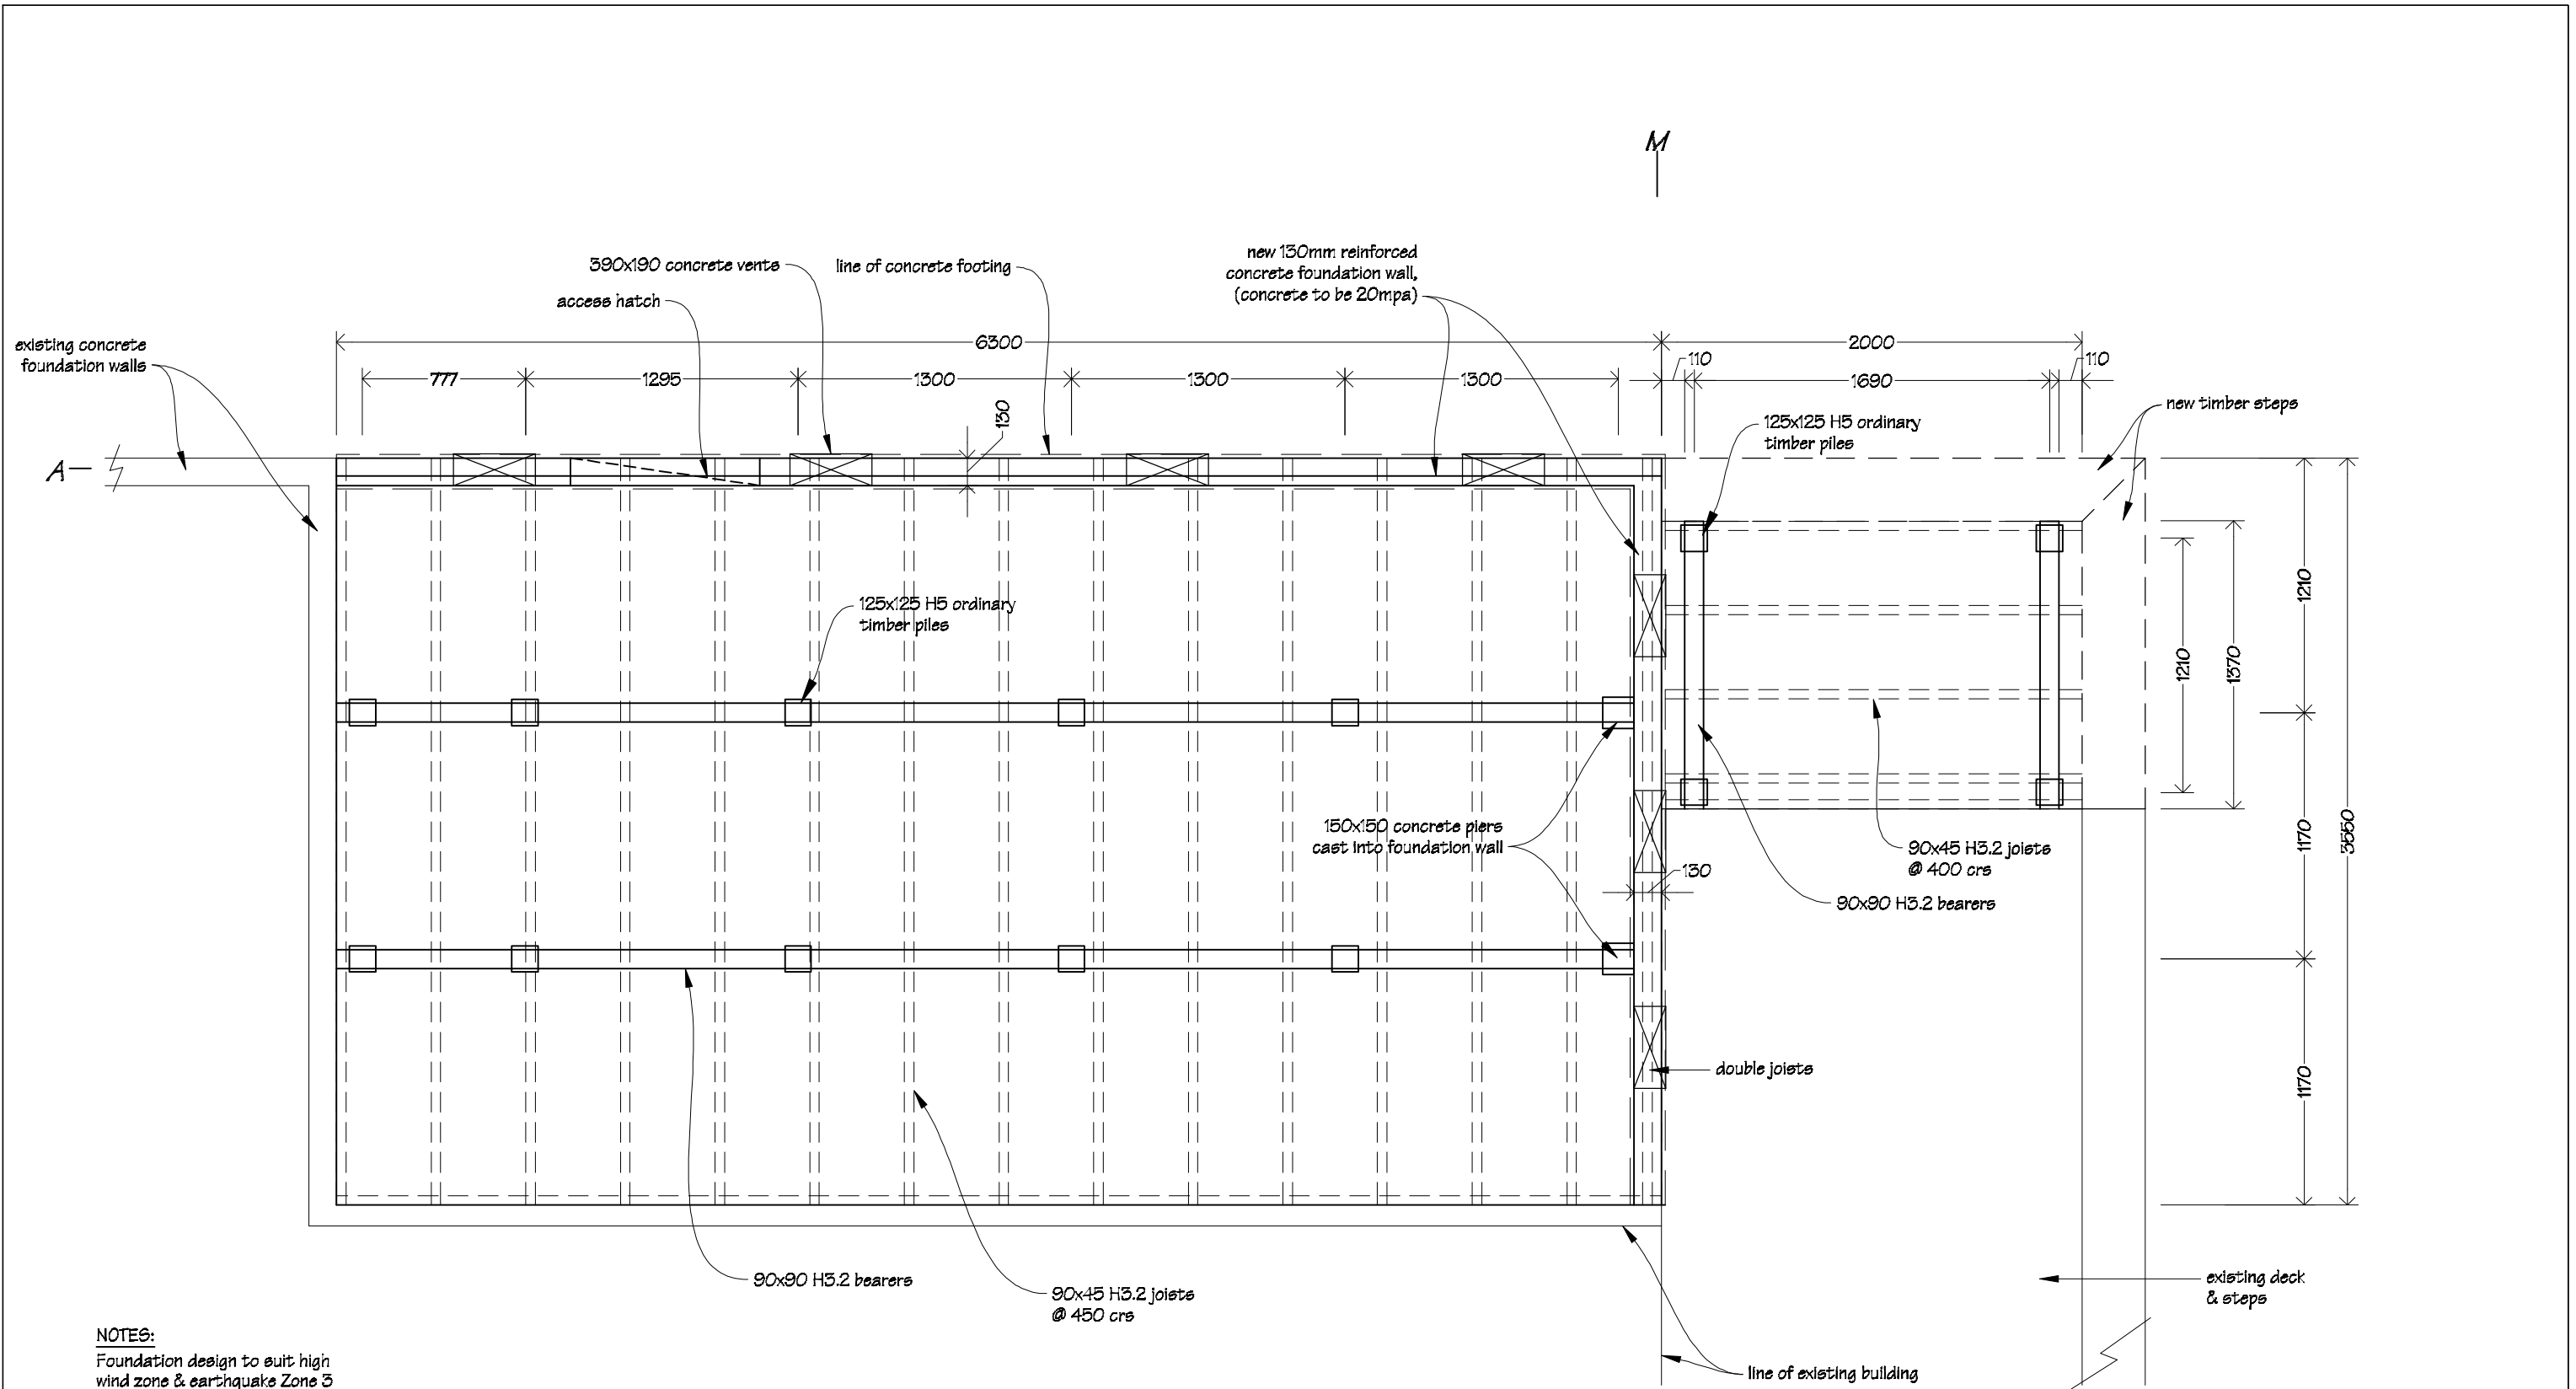 M
new 130mm reinforced
concrete foundation wall,
(concrete to be 20mpa)
390x190 concrete vents
line of concrete footing
access hatch
existing concrete
foundation walls
6300
2000
110
110
777
1295
1300
1300
1300
1690
130
new timber steps
125x125 H5 ordinary
timber piles
A
125x125 H5 ordinary
timber piles
1210
1210
1370
150x150 concrete piers
cast into foundation wall
130
1170
3550
90x45 H3.2 joists
@ 400 crs
90x90 H3.2 bearers
double joists
1170
90x90 H3.2 bearers
90x45 H3.2 joists
@ 450 crs
existing deck
& steps
line of existing building
NOTES:
Foundation design to suit high
wind zone & earthquake Zone 3